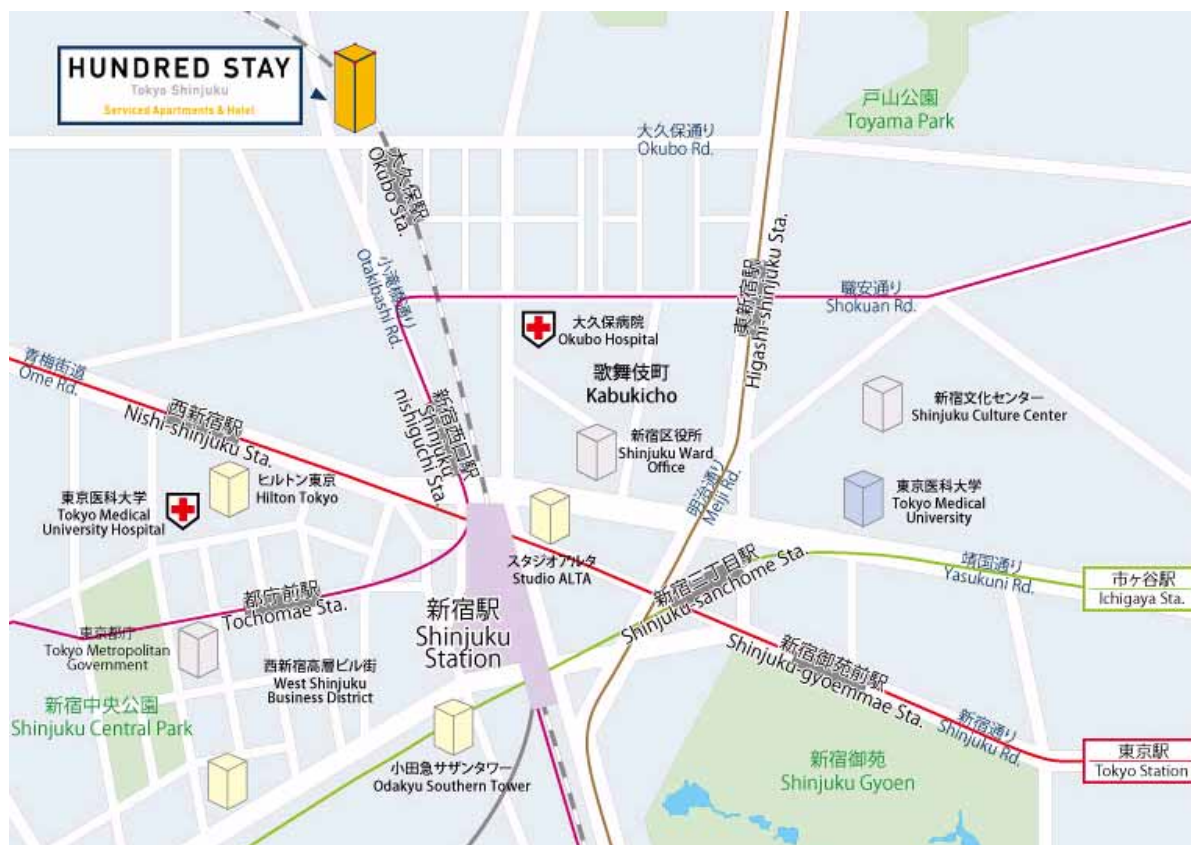 HUNDRED STAY
Tokyo Shinjuku
Serviced Apartments & Hotel
戸山公園
Toyama Park
大久保通り
Okubo Rd.
大久保駅
Okubo Sta.
小滝橋通り
Otakibashi Rd.
東新宿駅
Higashi-shinjuku Sta.
職安通り
Shokuan Rd.
大久保病院
Okubo Hospital
歌舞伎町
Kabukicho
青梅街道
Ome Rd.
西新宿駅
Nishi-shinjuku Sta.
新宿西口駅
Shinjuku
nishiguchi Sta.
新宿文化センター
Shinjuku Culture Center
新宿区役所
Shinjuku Ward
Office
ヒルトン東京
Hilton Tokyo
東京医科大学
Tokyo Medical
University Hospital
明治通り
Meiji Rd.
東京医科大学
Tokyo Medical
University
スタジオアルタ
Studio ALTA
靖国通り
Yasukuni Rd.
市ヶ谷駅
Ichigaya Sta.
新宿三丁目駅
Shinjuku-sanchome Sta.
都庁前駅
Tochomae Sta.
新宿駅
Shinjuku
Station
東京都庁
Tokyo Metropolitan
Government
西新宿高層ビル街
West Shinjuku
Business District
新宿御苑前駅
Shinjuku-gyoemmae Sta.
新宿中央公園
Shinjuku Central Park
新宿通り
Shinjuku Rd.
東京駅
Tokyo Station
小田急サザンタワー
Odakyu Southern Tower
新宿御苑
Shinjuku Gyoen